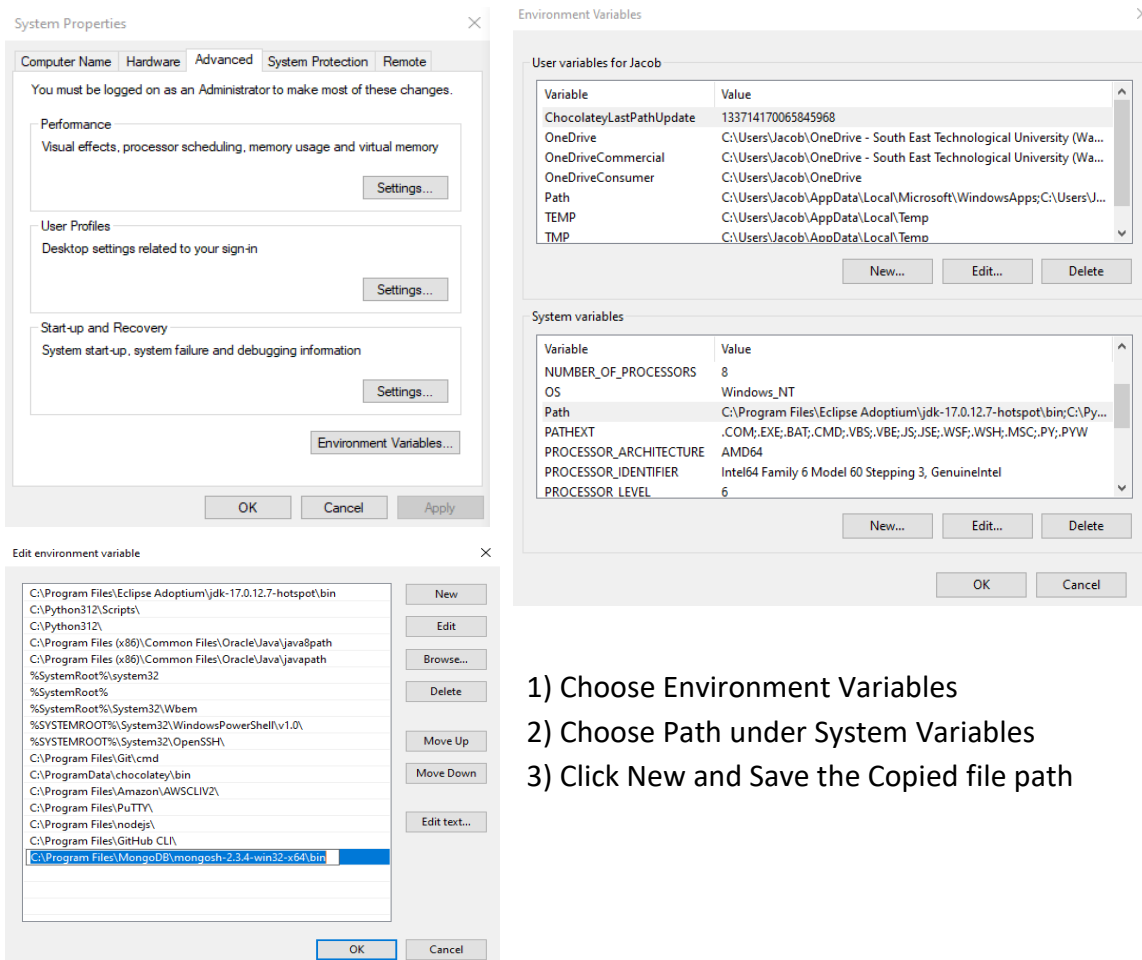 System Properties
Computer Name Hardware Advanced System Protection Remote
You must be logged on as an Administrator to make most of these changes.
Performance
Visual effects, processor scheduling, memory usage and virtual memory
Settings...
User Profiles
Desktop settings related to your sign-in
Settings...
Start-up and Recovery
System start-up, system failure and debugging information
Settings...
Environment Variables...
OK Cancel Apply
Environment Variables
User variables for Jacob
Variable Value
ChocolateyLastPathUpdate 133714170065845968
OneDrive C:\Users\Jacob\OneDrive - South East Technological University (Wa...
OneDriveCommercial C:\Users\Jacob\OneDrive - South East Technological University (Wa...
OneDriveConsumer C:\Users\Jacob\OneDrive
Path C:\Users\Jacob\AppData\Local\Microsoft\WindowsApps;C:\Users\J...
TEMP C:\Users\Jacob\AppData\Local\Temp
TMP C:\Users\Jacob\AppData\Local\Temp
New... Edit... Delete
System variables
Variable Value
NUMBER_OF_PROCESSORS 8
OS Windows_NT
Path C:\Program Files\Eclipse Adoptium\jdk-17.0.12.7-hotspot\bin;C:\Py...
PATHEXT .COM;.EXE;.BAT;.CMD;.VBS;.VBE;.JS;.JSE;.WSF;.WSH;.MSC;.PY;.PYW
PROCESSOR_ARCHITECTURE AMD64
PROCESSOR_IDENTIFIER Intel64 Family 6 Model 60 Stepping 3, GenuineIntel
PROCESSOR_LEVEL 6
New... Edit... Delete
OK Cancel
Edit environment variable
C:\Program Files\Eclipse Adoptium\jdk-17.0.12.7-hotspot\bin
C:\Python312\Scripts\
C:\Python312\
C:\Program Files (x86)\Common Files\Oracle\Java\java8path
C:\Program Files (x86)\Common Files\Oracle\Java\javapath
%SystemRoot%\system32
%SystemRoot%
%SystemRoot%\System32\Wbem
%SYSTEMROOT%\System32\WindowsPowerShell\v1.0\
%SYSTEMROOT%\System32\OpenSSH\
C:\Program Files\Git\cmd
C:\ProgramData\chocolatey\bin
C:\Program Files\Amazon\AWSCLIV2\
C:\Program Files\PuTTY\
C:\Program Files\nodejs\
C:\Program Files\GitHub CLI\
C:\Program Files\MongoDB\mongosh-2.3.4-win32-x64\bin
New
Edit
Browse...
Delete
Move Up
Move Down
Edit text...
OK Cancel
1) Choose Environment Variables
2) Choose Path under System Variables
3) Click New and Save the Copied file path